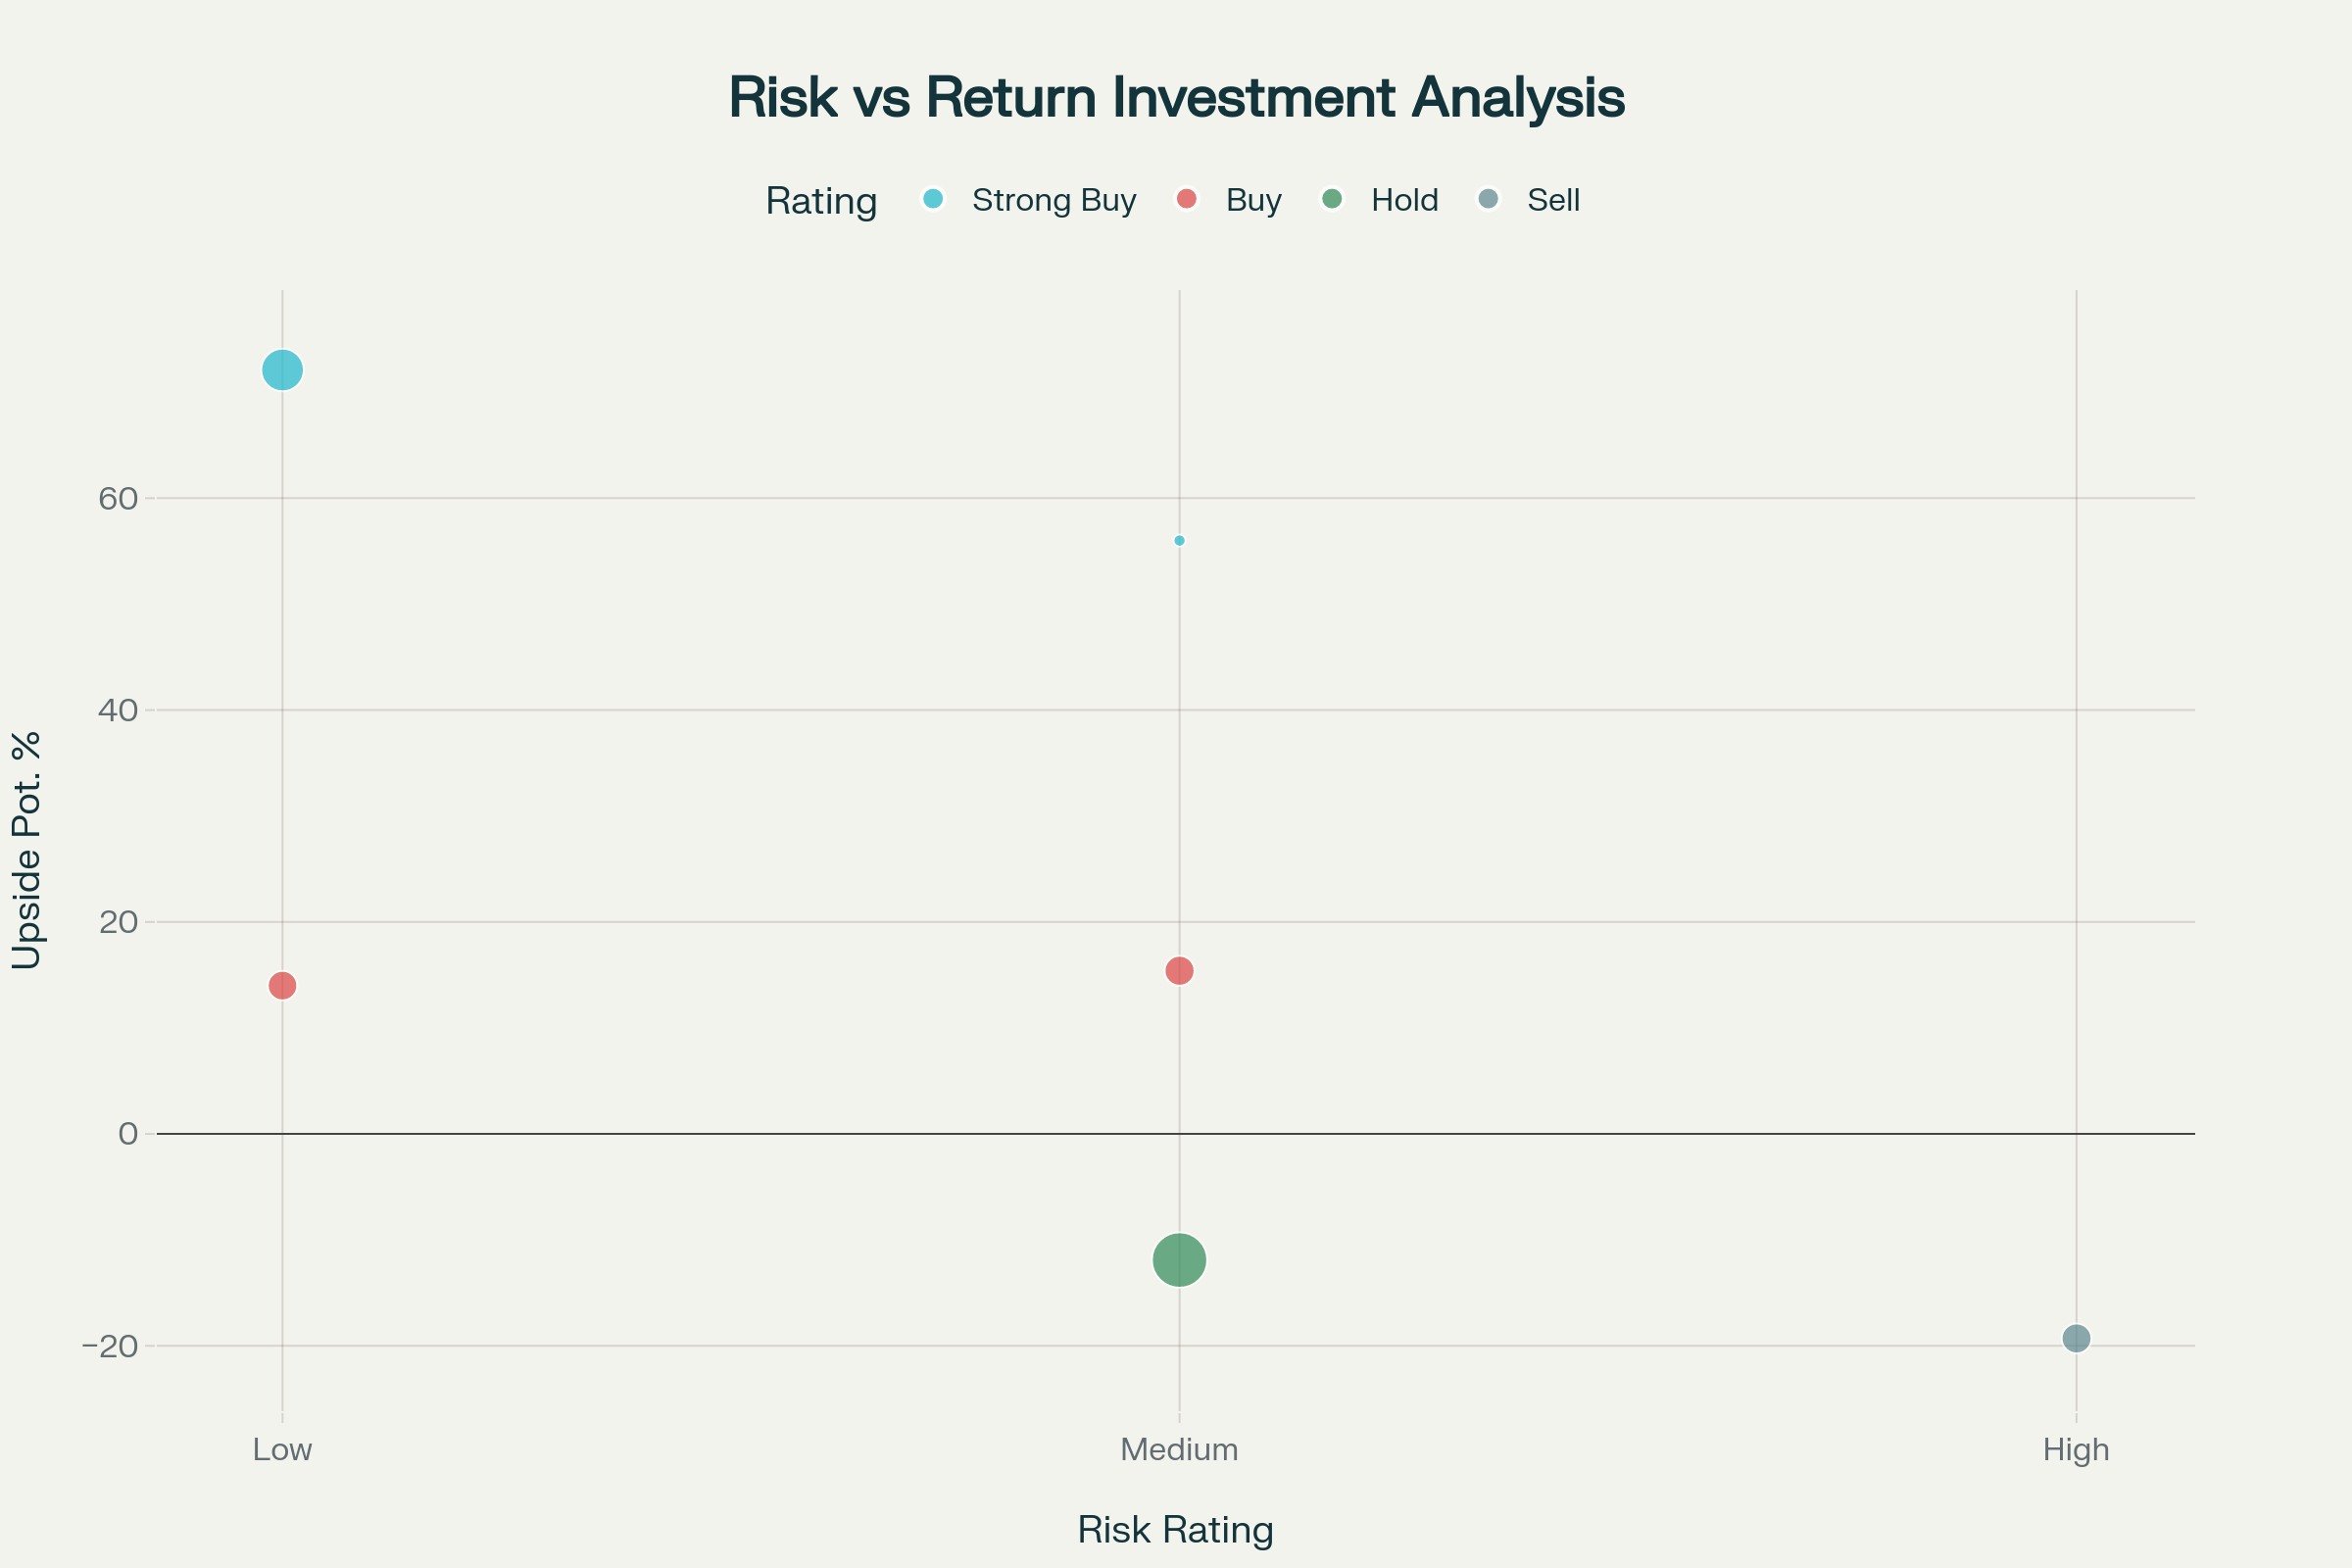 Risk vs Return Investment Analysis
Rating Strong Buy Buy Hold Sell
60
40
20
0
−20
Upside Pot. %
Low Medium High
Risk Rating